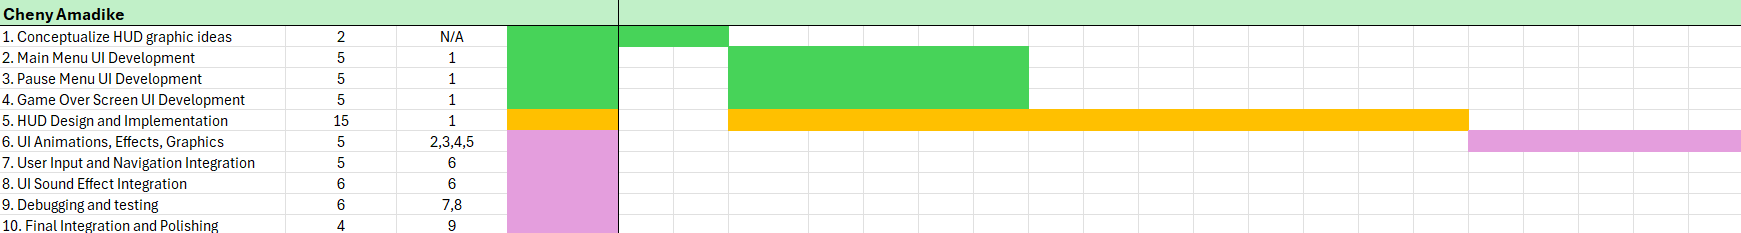 Cheny Amadike
1. Conceptualize HUD graphic ideas 2 N/A
2. Main Menu UI Development 5 1
3. Pause Menu UI Development 5 1
4. Game Over Screen UI Development 5 1
5. HUD Design and Implementation 15 1
6. UI Animations, Effects, Graphics 5 2,3,4,5
7. User Input and Navigation Integration 5 6
8. UI Sound Effect Integration 6 6
9. Debugging and testing 6 7,8
10. Final Integration and Polishing 4 9